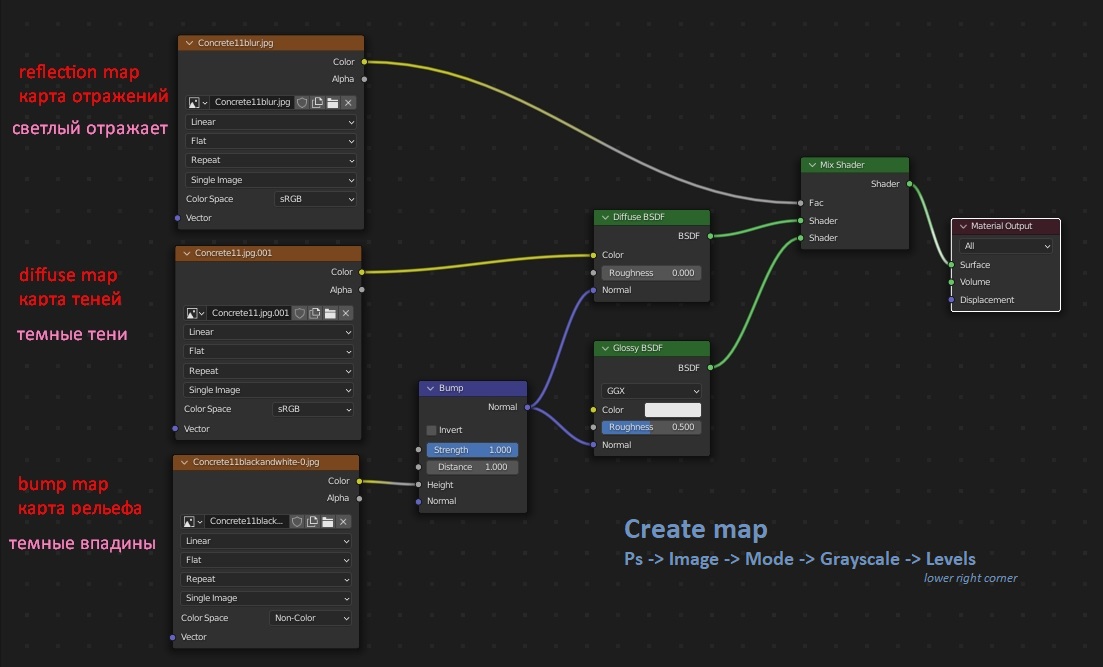 reflection map
карта отражений
светлый отражает
Concrete11blur.jpg
Color
Alpha
Concrete11blur.jpg
Linear
Flat
Repeat
Single Image
Color Space
sRGB
Vector
diffuse map
карта теней
темные тени
Concrete11.jpg.001
Color
Alpha
Concrete11.jpg.001
Linear
Flat
Repeat
Single Image
Color Space
sRGB
Vector
bump map
карта рельефа
темные впадины
Concrete11blackandwhite-0.jpg
Color
Alpha
Concrete11black...
Linear
Flat
Repeat
Single Image
Color Space
Non-Color
Vector
Bump
Normal
Invert
Strength 1.000
Distance 1.000
Height
Normal
Diffuse BSDF
BSDF
Color
Roughness 0.000
Normal
Glossy BSDF
BSDF
GGX
Color
Roughness 0.500
Normal
Mix Shader
Shader
Fac
Shader
Shader
Material Output
All
Surface
Volume
Displacement
Create map
Ps -> Image -> Mode -> Grayscale -> Levels
lower right corner